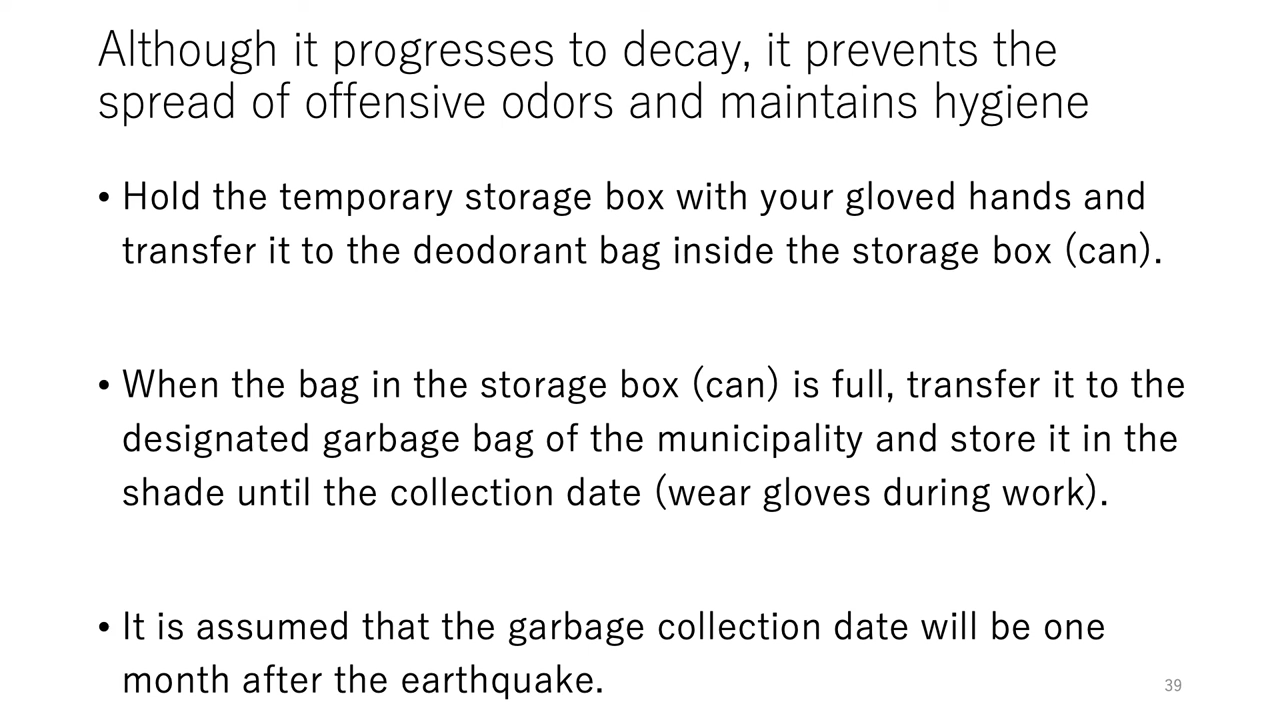 Although it progresses to decay, it prevents the
spread of offensive odors and maintains hygiene
• Hold the temporary storage box with your gloved hands and
transfer it to the deodorant bag inside the storage box (can).
• When the bag in the storage box (can) is full, transfer it to the
designated garbage bag of the municipality and store it in the
shade until the collection date (wear gloves during work).
• It is assumed that the garbage collection date will be one
month after the earthquake.
39